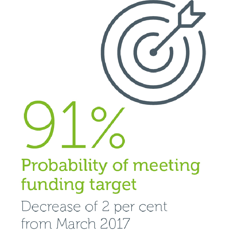 91%
Probability of meeting
funding target
Decrease of 2 per cent
from March 2017